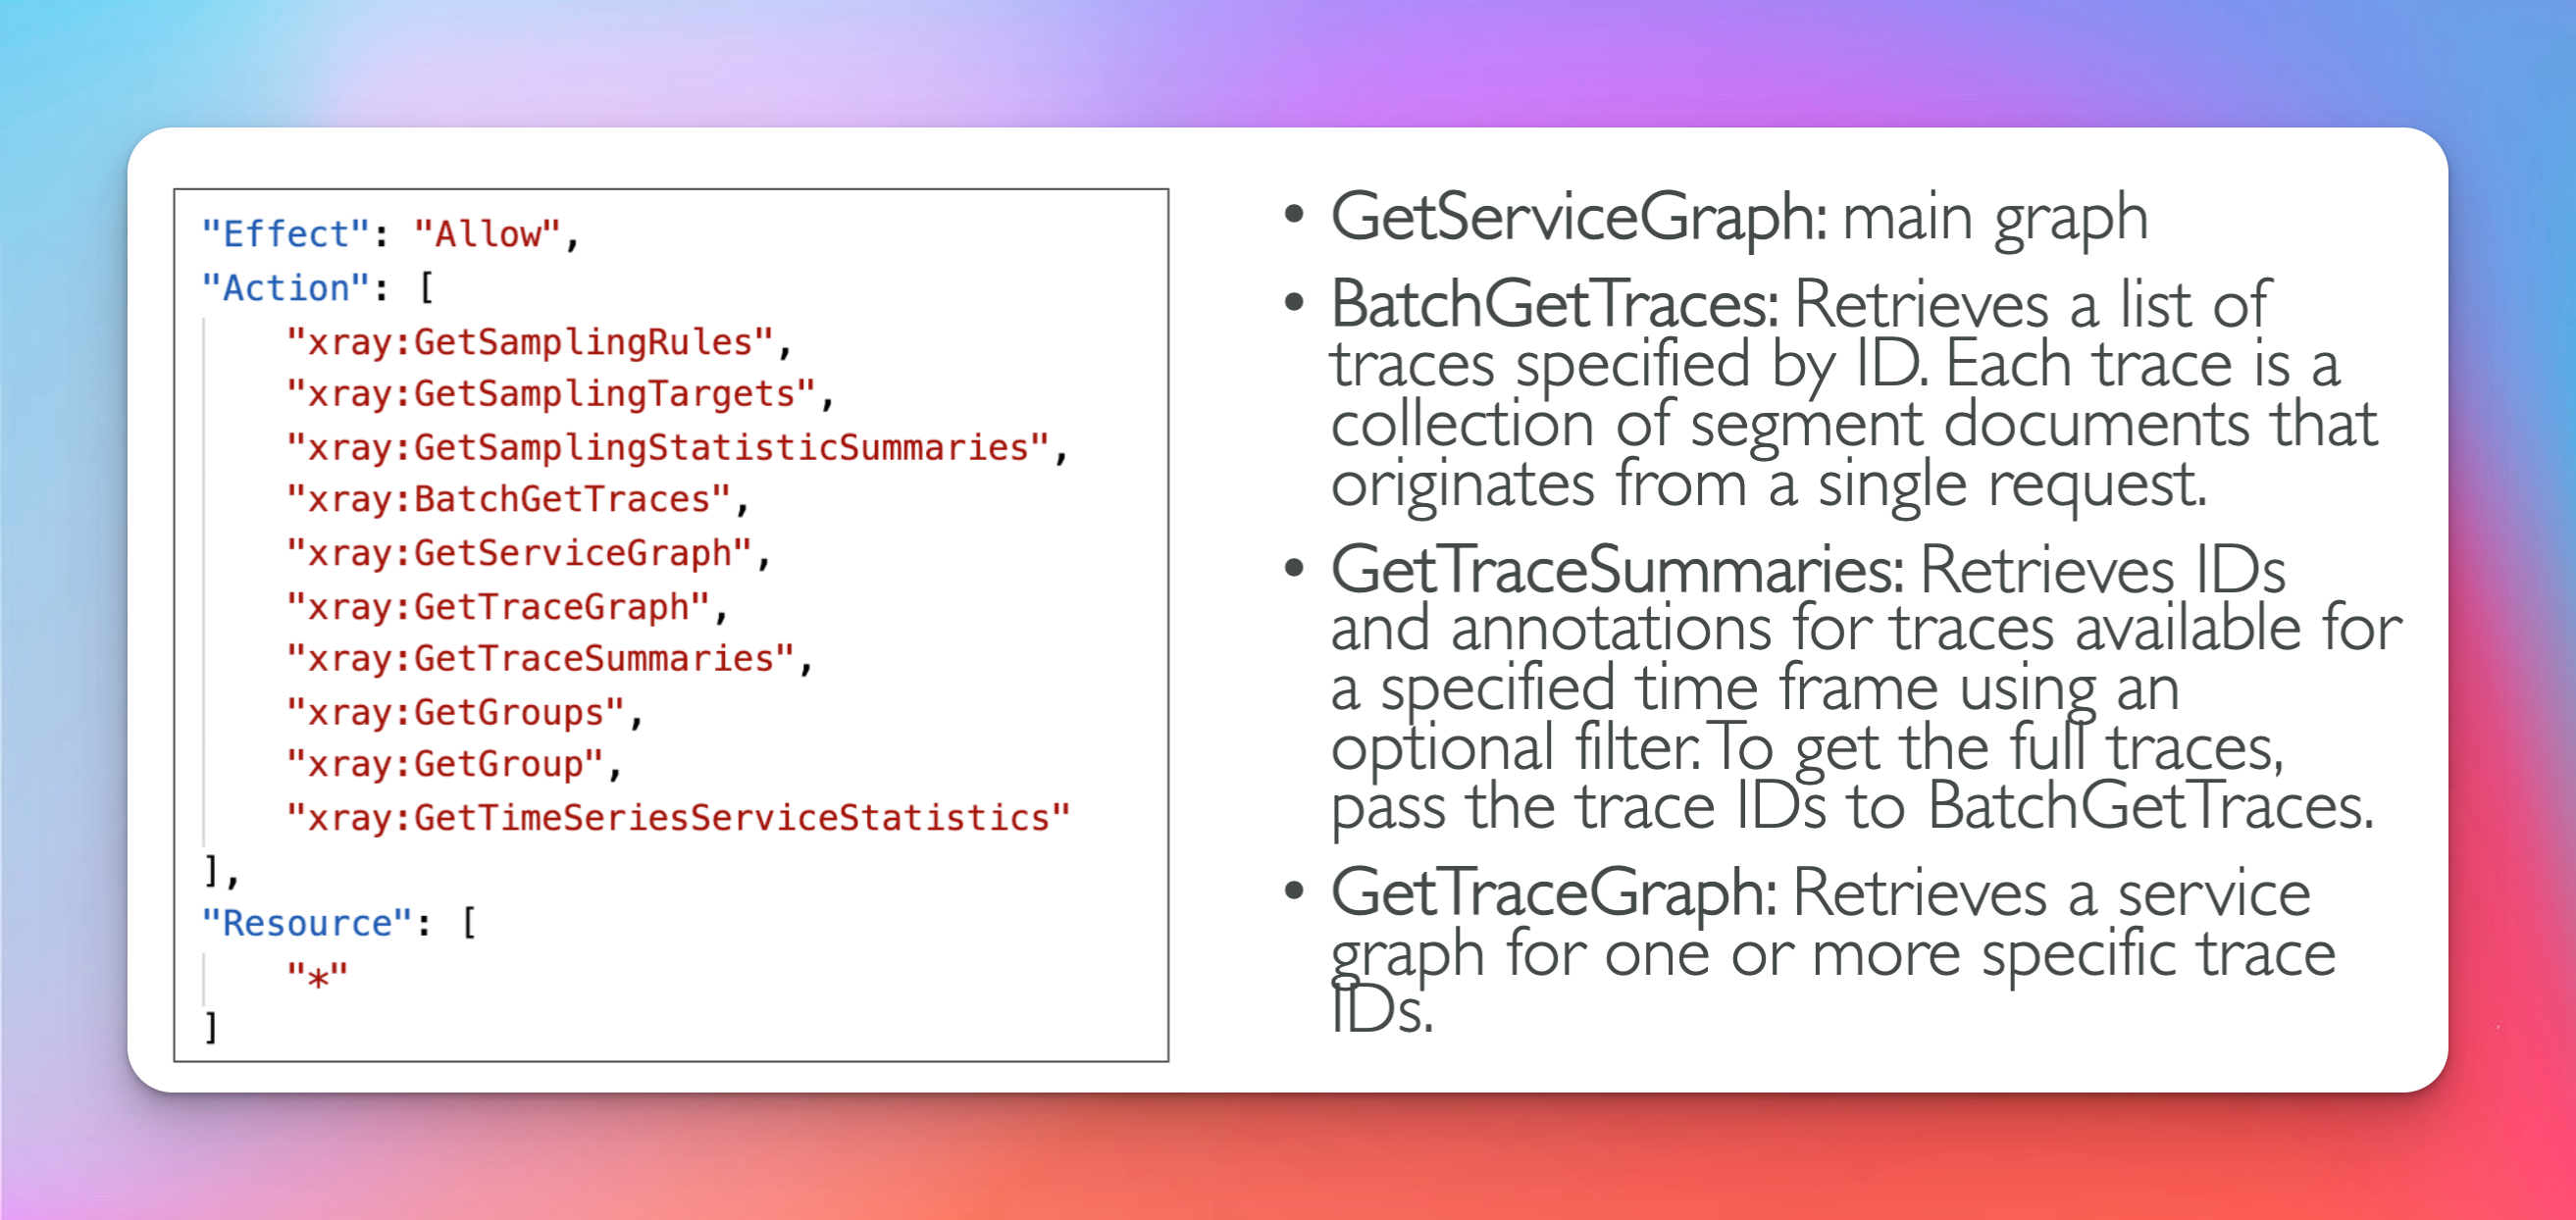 "Effect": "Allow",
"Action": [
"xray:GetSamplingRules",
"xray:GetSamplingTargets",
"xray:GetSamplingStatisticSummaries",
"xray:BatchGetTraces",
"xray:GetServiceGraph",
"xray:GetTraceGraph",
"xray:GetTraceSummaries",
"xray:GetGroups",
"xray:GetGroup",
"xray:GetTimeSeriesServiceStatistics"
],
"Resource": [
"*"
]
• GetServiceGraph: main graph
• BatchGetTraces: Retrieves a list of
traces specified by ID. Each trace is a
collection of segment documents that
originates from a single request.
• GetTraceSummaries: Retrieves IDs
and annotations for traces available for
a specified time frame using an
optional filter. To get the full traces,
pass the trace IDs to BatchGetTraces.
• GetTraceGraph: Retrieves a service
graph for one or more specific trace
IDs.